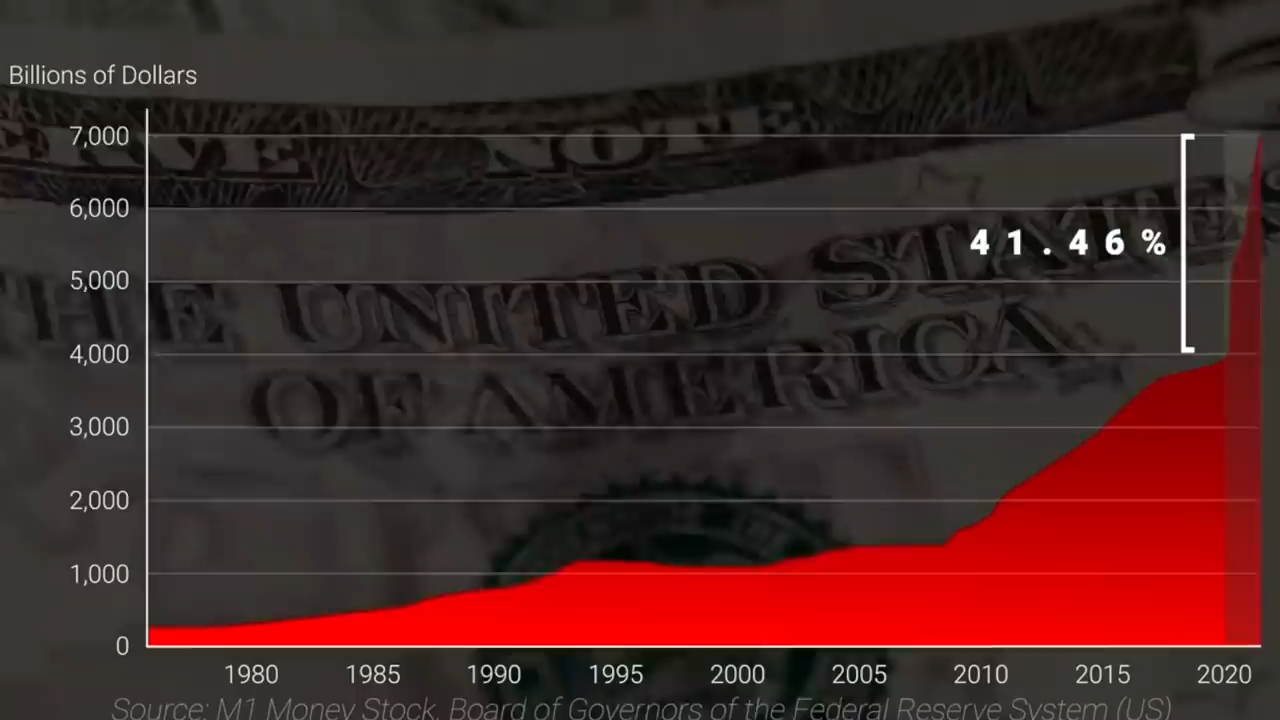 Billions of Dollars
7,000
6,000
5,000
4,000
3,000
2,000
1,000
0
41.46%
1980 1985 1990 1995 2000 2005 2010 2015 2020
Source: M1 Money Stock, Board of Governors of the Federal Reserve System (US)
NOTE
THE UNITED STATES
OF AMERICA